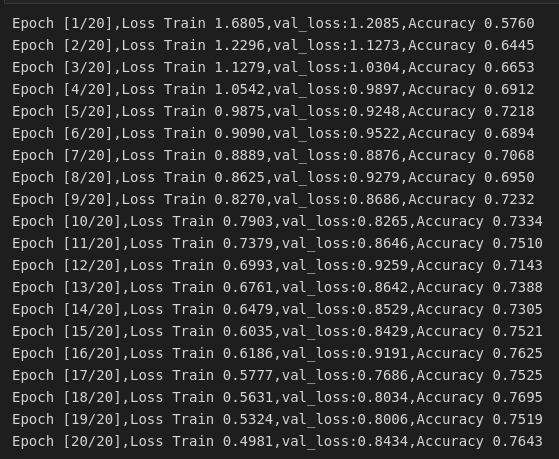 Epoch [1/20],Loss Train 1.6805,val_loss:1.2085,Accuracy 0.5760
Epoch [2/20],Loss Train 1.2296,val_loss:1.1273,Accuracy 0.6445
Epoch [3/20],Loss Train 1.1279,val_loss:1.0304,Accuracy 0.6653
Epoch [4/20],Loss Train 1.0542,val_loss:0.9897,Accuracy 0.6912
Epoch [5/20],Loss Train 0.9875,val_loss:0.9248,Accuracy 0.7218
Epoch [6/20],Loss Train 0.9090,val_loss:0.9522,Accuracy 0.6894
Epoch [7/20],Loss Train 0.8889,val_loss:0.8876,Accuracy 0.7068
Epoch [8/20],Loss Train 0.8625,val_loss:0.9279,Accuracy 0.6950
Epoch [9/20],Loss Train 0.8270,val_loss:0.8686,Accuracy 0.7232
Epoch [10/20],Loss Train 0.7903,val_loss:0.8265,Accuracy 0.7334
Epoch [11/20],Loss Train 0.7379,val_loss:0.8646,Accuracy 0.7510
Epoch [12/20],Loss Train 0.6993,val_loss:0.9259,Accuracy 0.7143
Epoch [13/20],Loss Train 0.6761,val_loss:0.8642,Accuracy 0.7388
Epoch [14/20],Loss Train 0.6479,val_loss:0.8529,Accuracy 0.7305
Epoch [15/20],Loss Train 0.6035,val_loss:0.8429,Accuracy 0.7521
Epoch [16/20],Loss Train 0.6186,val_loss:0.9191,Accuracy 0.7625
Epoch [17/20],Loss Train 0.5777,val_loss:0.7686,Accuracy 0.7525
Epoch [18/20],Loss Train 0.5631,val_loss:0.8034,Accuracy 0.7695
Epoch [19/20],Loss Train 0.5324,val_loss:0.8006,Accuracy 0.7519
Epoch [20/20],Loss Train 0.4981,val_loss:0.8434,Accuracy 0.7643